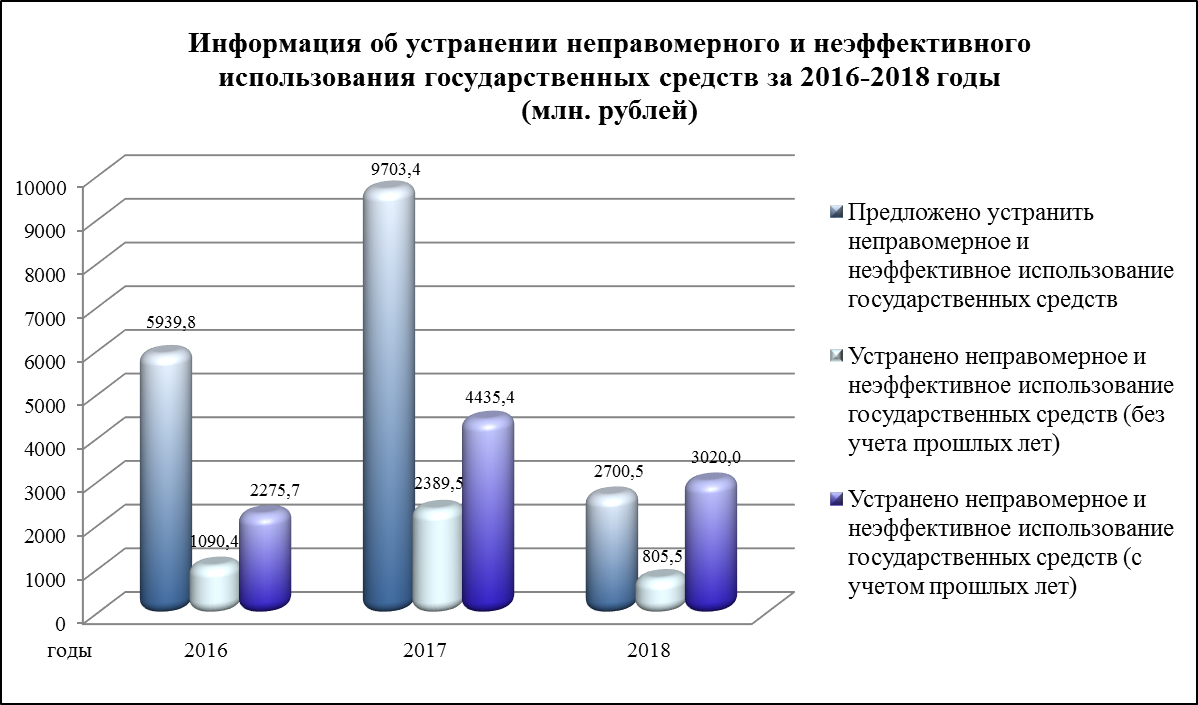 Информация об устранении неправомерного и неэффективного
использования государственных средств за 2016-2018 годы
(млн. рублей)
10000
9000
8000
7000
6000
5000
4000
3000
2000
1000
0
5939,8
1090,4
2275,7
9703,4
2389,5
4435,4
2700,5
805,5
3020,0
годы
2016
2017
2018
Предложено устранить
неправомерное и
неэффективное использование
государственных средств
Устранено неправомерное и
неэффективное использование
государственных средств (без
учета прошлых лет)
Устранено неправомерное и
неэффективное использование
государственных средств (с
учетом прошлых лет)